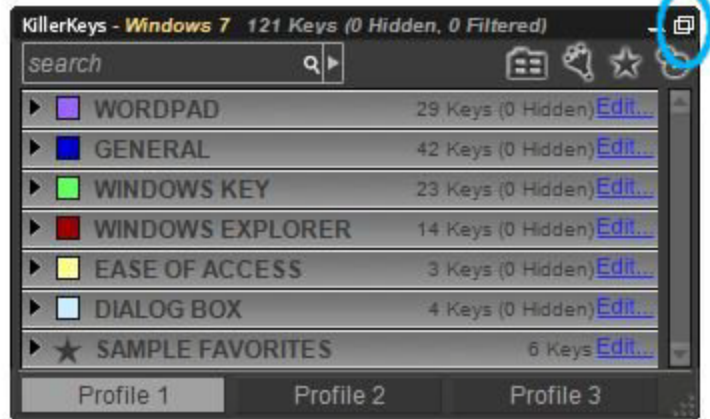 KillerKeys - Windows 7 121 Keys (0 Hidden, 0 Filtered)
search
WORDPAD 29 Keys (0 Hidden) Edit...
GENERAL 42 Keys (0 Hidden) Edit...
WINDOWS KEY 23 Keys (0 Hidden) Edit...
WINDOWS EXPLORER 14 Keys (0 Hidden) Edit...
EASE OF ACCESS 3 Keys (0 Hidden) Edit...
DIALOG BOX 4 Keys (0 Hidden) Edit...
SAMPLE FAVORITES 6 Keys Edit...
Profile 1 Profile 2 Profile 3